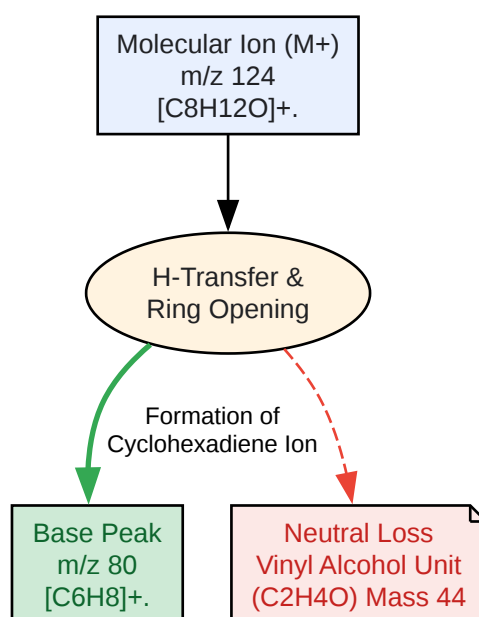 Molecular Ion (M+)
m/z 124
[C8H12O]+.
H-Transfer &
Ring Opening
Formation of
Cyclohexadiene Ion
Base Peak
m/z 80
[C6H8]+.
Neutral Loss
Vinyl Alcohol Unit
(C2H4O) Mass 44